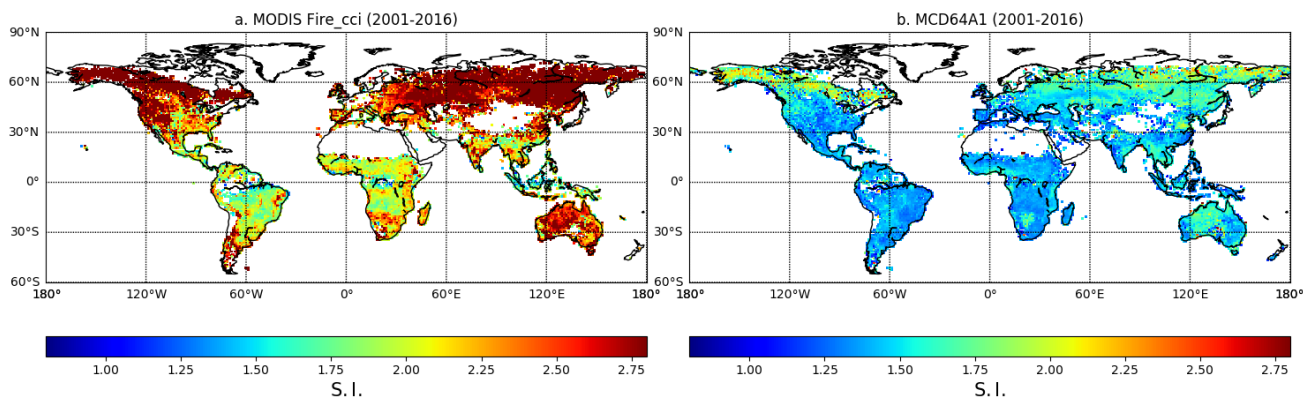 a. MODIS Fire_cci (2001-2016)
b. MCD64A1 (2001-2016)
90°N
60°N
30°N
0°
30°S
60°S
180°
120°W
60°W
0°
60°E
120°E
180°
90°N
60°N
30°N
0°
30°S
60°S
180°
120°W
60°W
0°
60°E
120°E
180°
1.00 1.25 1.50 1.75 2.00 2.25 2.50 2.75
S.I.
1.00 1.25 1.50 1.75 2.00 2.25 2.50 2.75
S.I.